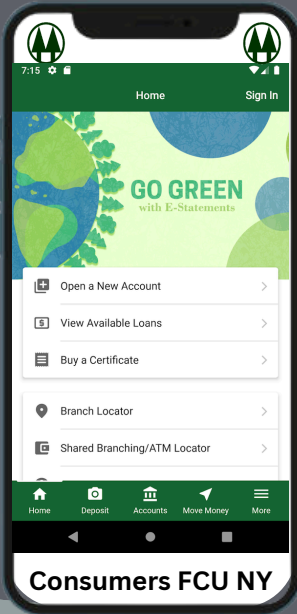 7:15
Home
Sign In
GO GREEN
with E-Statements
Open a New Account
View Available Loans
Buy a Certificate
Branch Locator
Shared Branching/ATM Locator
Home
Deposit
Accounts
Move Money
More
Consumers FCU NY